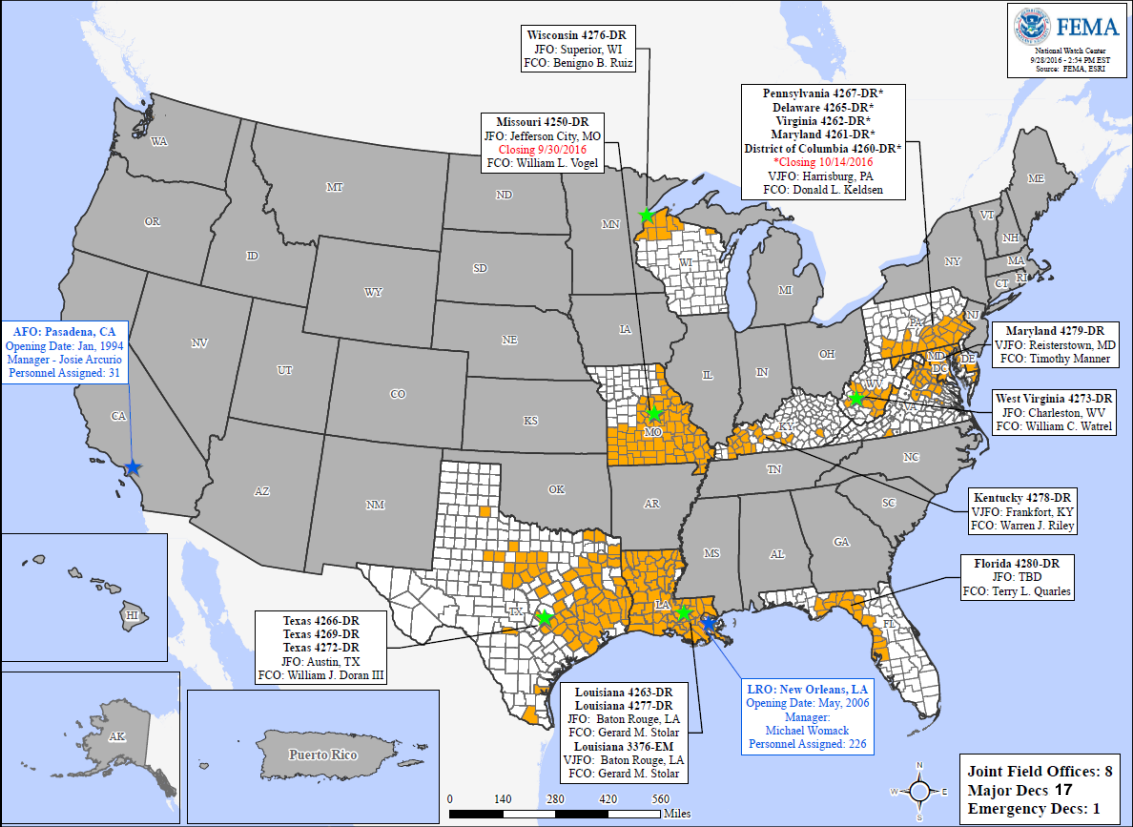 FEMA
National Watch Center
9/28/2016 - 2:54 PM EST
Source: FEMA, ESRI
Wisconsin 4276-DR
JFO: Superior, WI
FCO: Benigno B. Ruiz
Missouri 4250-DR
JFO: Jefferson City, MO
Closing 9/30/2016
FCO: William L. Vogel
Pennsylvania 4267-DR*
Delaware 4265-DR*
Virginia 4262-DR*
Maryland 4261-DR*
District of Columbia 4260-DR*
*Closing 10/14/2016
VJFO: Harrisburg, PA
FCO: Donald L. Keldsen
AFO: Pasadena, CA
Opening Date: Jan, 1994
Manager - Josie Arcurio
Personnel Assigned: 31
Maryland 4279-DR
VJFO: Reisterstown, MD
FCO: Timothy Manner
West Virginia 4273-DR
JFO: Charleston, WV
FCO: William C. Watrel
Kentucky 4278-DR
VJFO: Frankfort, KY
FCO: Warren J. Riley
Florida 4280-DR
JFO: TBD
FCO: Terry L. Quarles
Texas 4266-DR
Texas 4269-DR
Texas 4272-DR
JFO: Austin, TX
FCO: William J. Doran III
Louisiana 4263-DR
Louisiana 4277-DR
JFO: Baton Rouge, LA
FCO: Gerard M. Stolar
Louisiana 3376-EM
VJFO: Baton Rouge, LA
FCO: Gerard M. Stolar
LRO: New Orleans, LA
Opening Date: May, 2006
Manager:
Michael Womack
Personnel Assigned: 226
WA
MT
ND
MN
ME
OR
ID
SD
WI
VT
NH
NY
MA
CT
RI
WY
MI
IA
NE
PA
NJ
NV
UT
CO
IL
IN
OH
MD
DE
DC
WV
VA
CA
KS
MO
KY
NC
TN
AZ
NM
OK
AR
SC
MS
AL
GA
TX
LA
FL
HI
AK
Puerto Rico
0 140 280 420 560
Miles
N
W
E
S
Joint Field Offices: 8
Major Decs 17
Emergency Decs: 1